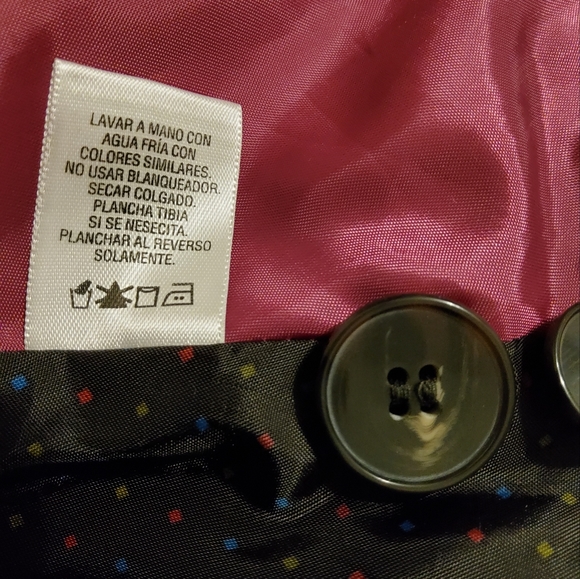 LAVAR A MANO CON
AGUA FRÍA CON
COLORES SIMILARES.
NO USAR BLANQUEADOR.
SECAR COLGADO.
PLANCHA TIBIA
SI SE NESECITA.
PLANCHAR AL REVERSO
SOLAMENTE.